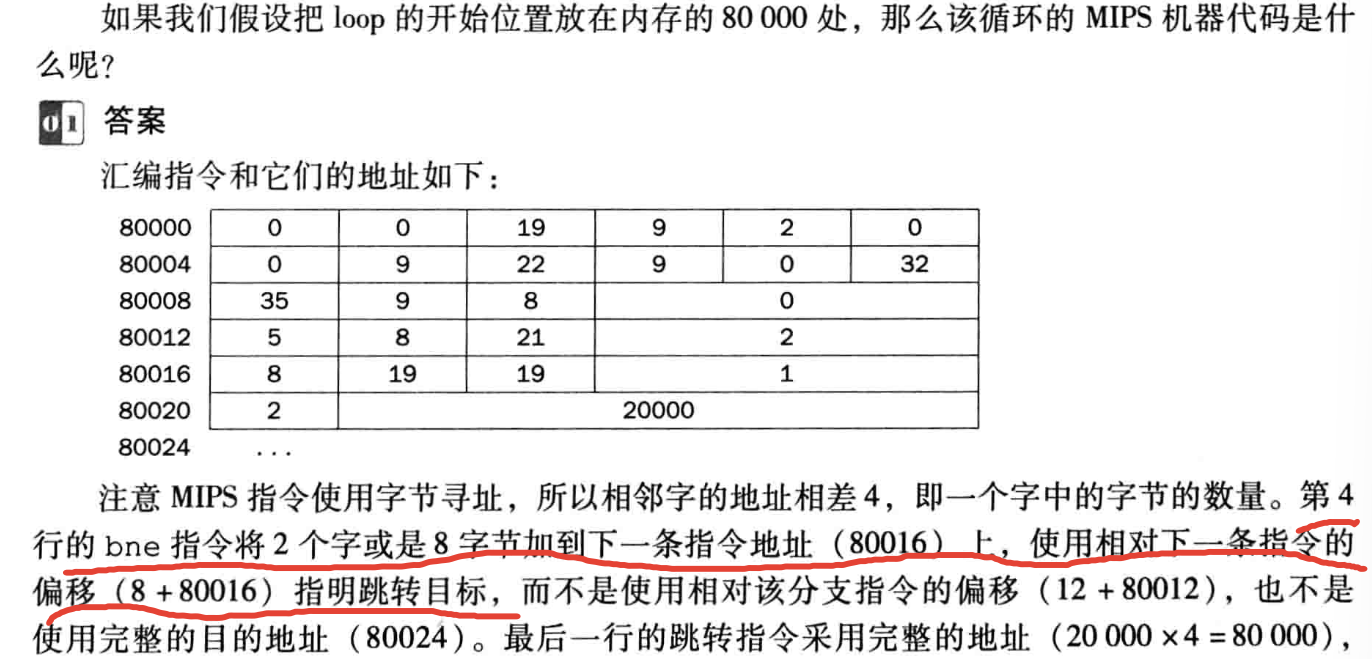 如果我们假设把 loop 的开始位置放在内存的 80 000 处，那么该循环的 MIPS 机器代码是什
么呢？
01 答案
汇编指令和它们的地址如下：
80000 0 0 19 9 2 0
80004 0 9 22 9 0 32
80008 35 9 8 0
80012 5 8 21 2
80016 8 19 19 1
80020 2 20000
80024 ...
注意 MIPS 指令使用字节寻址，所以相邻字的地址相差 4，即一个字中的字节的数量。第 4
行的 bne 指令将 2 个字或是 8 字节加到下一条指令地址（80016）上，使用相对下一条指令的
偏移（8 + 80016）指明跳转目标，而不是使用相对该分支指令的偏移（12 + 80012），也不是
使用完整的目的地址（80024）。最后一行的跳转指令采用完整的地址（20 000 ×4 = 80 000），